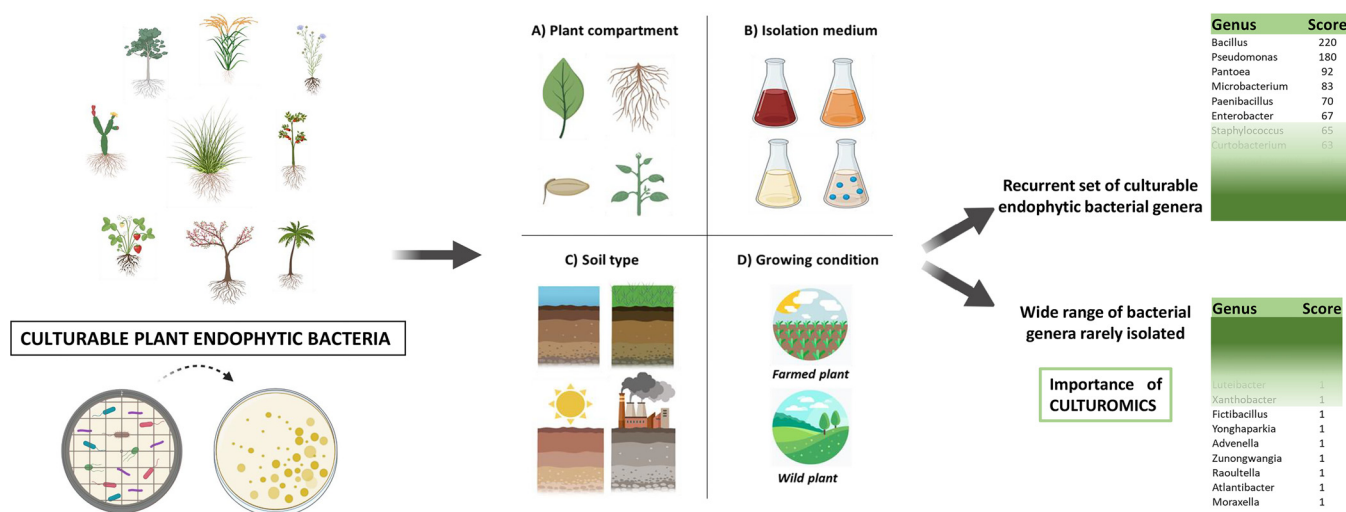 CULTURABLE PLANT ENDOPHYTIC BACTERIA
A) Plant compartment
B) Isolation medium
C) Soil type
D) Growing condition
Farmed plant
Wild plant
Recurrent set of culturable
endophytic bacterial genera
Genus Score
Bacillus 220
Pseudomonas 180
Pantoea 92
Microbacterium 83
Paenibacillus 70
Enterobacter 67
Staphylococcus 65
Curtobacterium 63
Wide range of bacterial
genera rarely isolated
Importance of
CULTUROMICS
Genus Score
Luteibacter 1
Xanthobacter 1
Fictibacillus 1
Yonghaparkia 1
Advenella 1
Zunongwangia 1
Raoultella 1
Atlantibacter 1
Moraxella 1